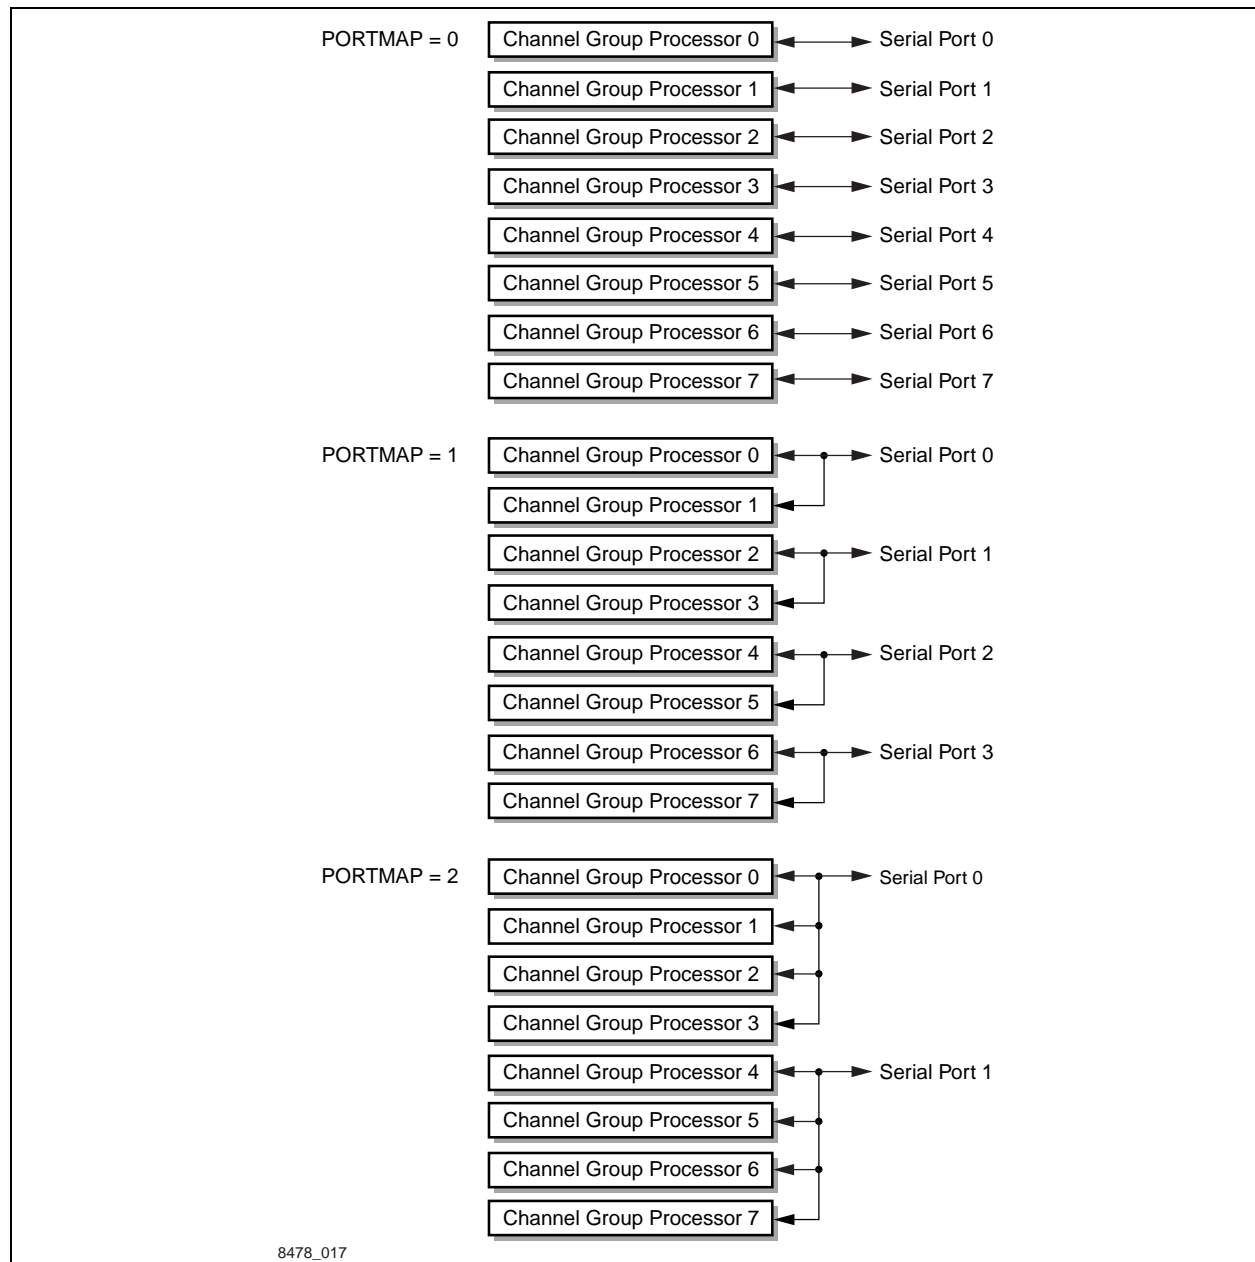 PORTMAP = 0 Channel Group Processor 0 Serial Port 0
Channel Group Processor 1 Serial Port 1
Channel Group Processor 2 Serial Port 2
Channel Group Processor 3 Serial Port 3
Channel Group Processor 4 Serial Port 4
Channel Group Processor 5 Serial Port 5
Channel Group Processor 6 Serial Port 6
Channel Group Processor 7 Serial Port 7
PORTMAP = 1 Channel Group Processor 0 Serial Port 0
Channel Group Processor 1
Channel Group Processor 2 Serial Port 1
Channel Group Processor 3
Channel Group Processor 4 Serial Port 2
Channel Group Processor 5
Channel Group Processor 6 Serial Port 3
Channel Group Processor 7
PORTMAP = 2 Channel Group Processor 0 Serial Port 0
Channel Group Processor 1
Channel Group Processor 2
Channel Group Processor 3
Channel Group Processor 4 Serial Port 1
Channel Group Processor 5
Channel Group Processor 6
Channel Group Processor 7
8478_017